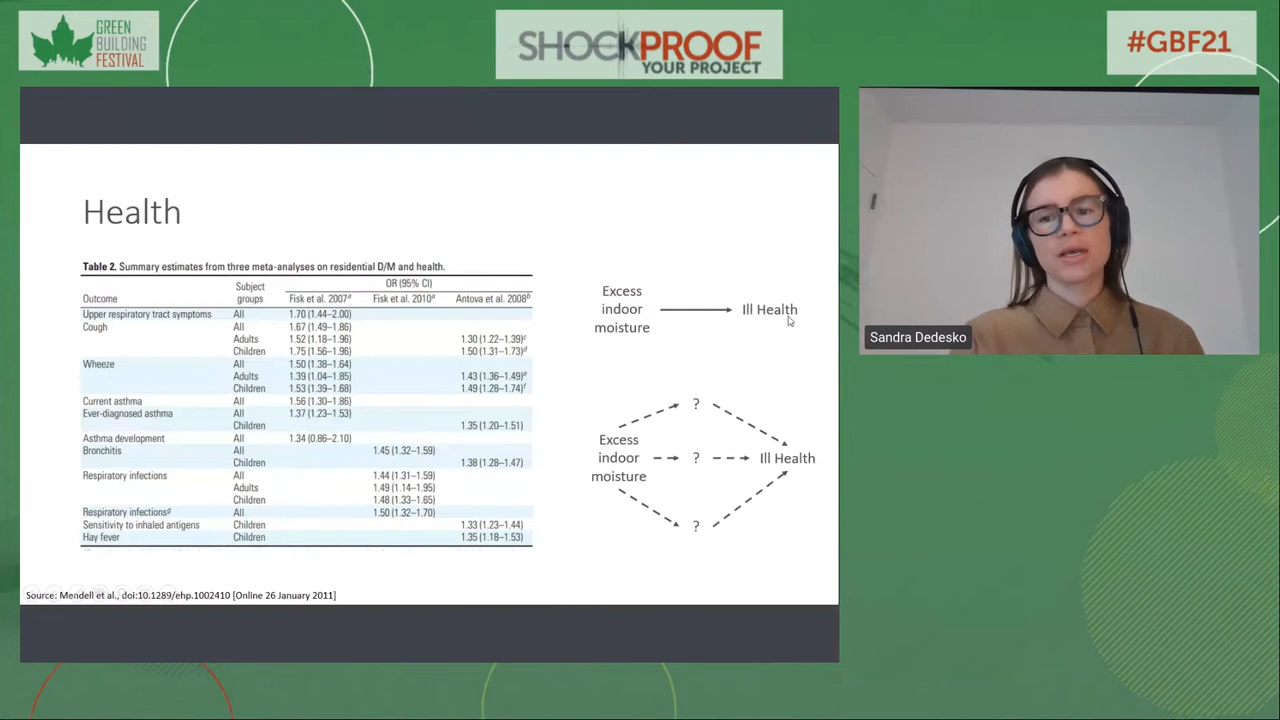 GREEN
BUILDING
FESTIVAL
SHOCKPROOF
YOUR PROJECT
#GBF21
Health
Table 2. Summary estimates from three meta-analyses on residential D/M and health.
OR (95% CI)
Outcome Subject groups Fisk et al. 2007a Fisk et al. 2010a Antova et al. 2008b
Upper respiratory tract symptoms All 1.70 (1.44–2.00)
Cough All 1.67 (1.49–1.86)
Adults 1.52 (1.18–1.96) 1.30 (1.22–1.39)c
Children 1.75 (1.56–1.96) 1.50 (1.31–1.73)d
Wheeze All 1.50 (1.38–1.64)
Adults 1.39 (1.04–1.85) 1.43 (1.36–1.49)e
Children 1.53 (1.39–1.68) 1.49 (1.28–1.74)f
Current asthma All 1.56 (1.30–1.86)
Ever-diagnosed asthma All 1.37 (1.23–1.53)
Children 1.35 (1.20–1.51)
Asthma development All 1.34 (0.86–2.10)
Bronchitis All 1.45 (1.32–1.59)
Children 1.38 (1.28–1.47)
Respiratory infections All 1.44 (1.31–1.59)
Adults 1.49 (1.14–1.95)
Children 1.48 (1.33–1.65)
Respiratory infectionsg All 1.50 (1.32–1.70)
Sensitivity to inhaled antigens Children 1.33 (1.23–1.44)
Hay fever Children 1.35 (1.18–1.53)
Excess
indoor
moisture
Ill Health
?
Excess
indoor
moisture
?
Ill Health
?
Source: Mendell et al., doi:10.1289/ehp.1002410 [Online 26 January 2011]
Sandra Dedesko